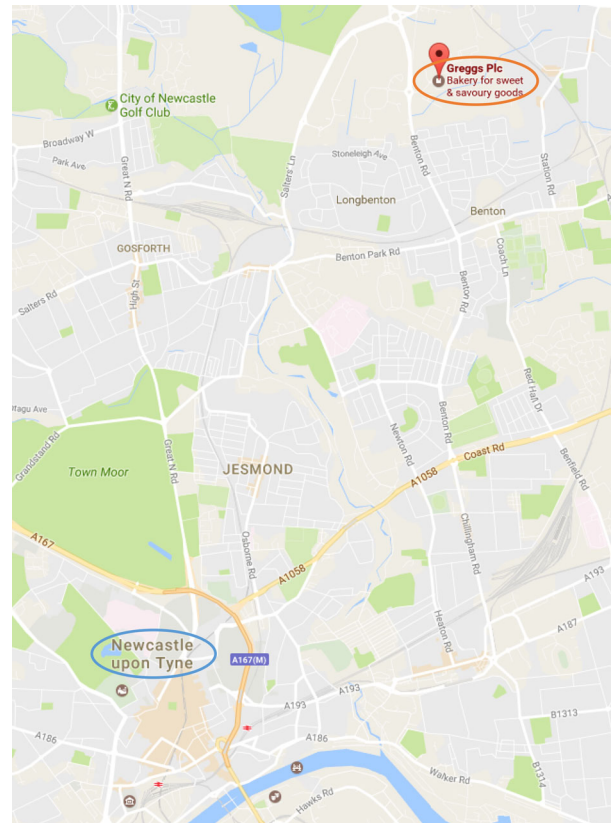 Greggs Plc
Bakery for sweet
& savoury goods
City of Newcastle
Golf Club
Broadway W
Park Ave
Great N Rd
Salters' Ln
Stoneleigh Ave
Benton Rd
Station Rd
Longbenton
Benton
GOSFORTH
Benton Park Rd
Coach Ln
Salters Rd
High St
Benton Rd
Red Hall Dr
ntagu Ave
Grandstand Rd
Great N Rd
Newton Rd
Benton Rd
Coast Rd
Benfield Rd
Town Moor
JESMOND
A1058
A167
Osborne Rd
Chillingham Rd
A1058
A193
Heaton Rd
A187
Newcastle
upon Tyne
A167(M)
A193
A193
B1313
A186
A186
Walker Rd
B1314
Hawks Rd